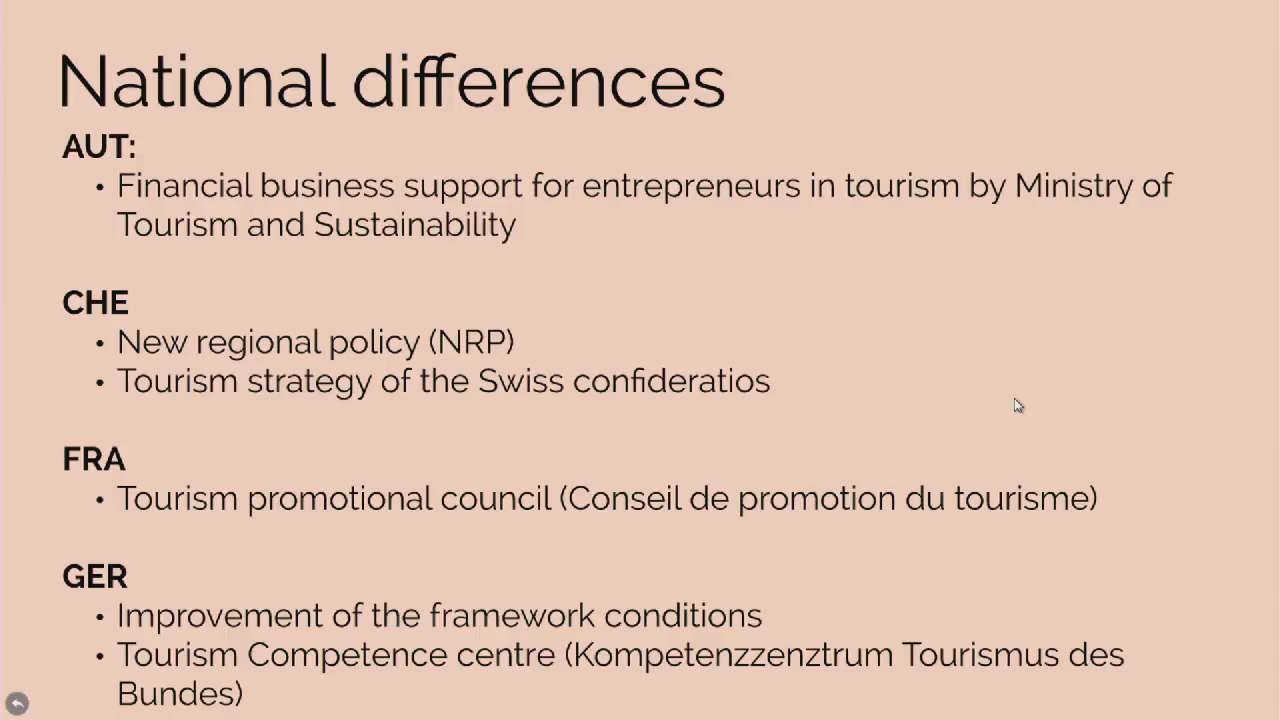 National differences
AUT:
• Financial business support for entrepreneurs in tourism by Ministry of
Tourism and Sustainability
CHE
• New regional policy (NRP)
• Tourism strategy of the Swiss confideratios
FRA
• Tourism promotional council (Conseil de promotion du tourisme)
GER
• Improvement of the framework conditions
• Tourism Competence centre (Kompetenzzenztrum Tourismus des
Bundes)